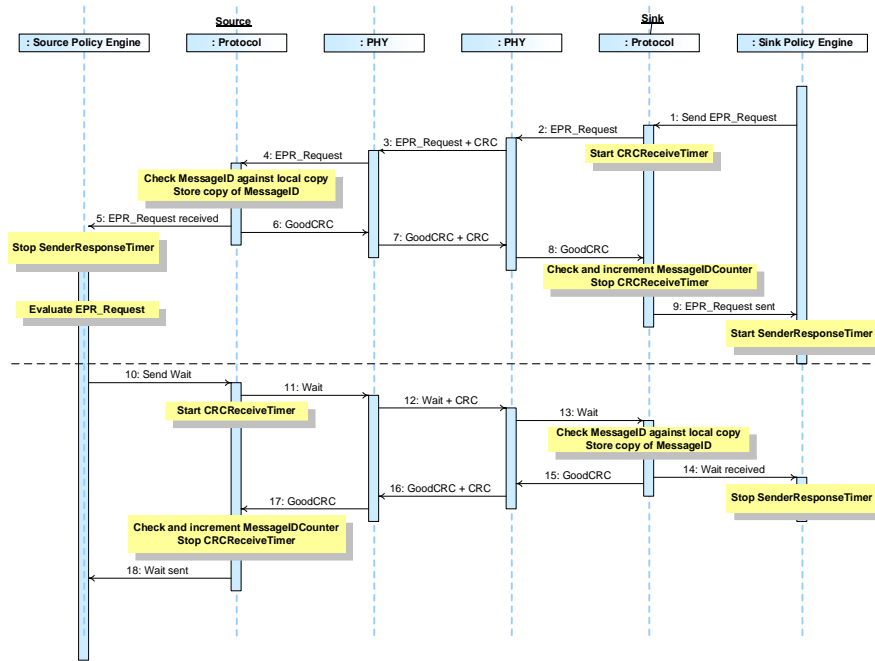 Source
Sink
: Source Policy Engine
: Protocol
: PHY
: PHY
: Protocol
: Sink Policy Engine
1: Send EPR_Request
2: EPR_Request
Start CRCReceiveTimer
3: EPR_Request + CRC
4: EPR_Request
Check MessageID against local copy
Store copy of MessageID
5: EPR_Request received
6: GoodCRC
Stop SenderResponseTimer
7: GoodCRC + CRC
8: GoodCRC
Check and increment MessageIDCounter
Stop CRCReceiveTimer
Evaluate EPR_Request
9: EPR_Request sent
Start SenderResponseTimer
10: Send Wait
11: Wait
Start CRCReceiveTimer
12: Wait + CRC
13: Wait
Check MessageID against local copy
Store copy of MessageID
14: Wait received
15: GoodCRC
Stop SenderResponseTimer
16: GoodCRC + CRC
17: GoodCRC
Check and increment MessageIDCounter
Stop CRCReceiveTimer
18: Wait sent